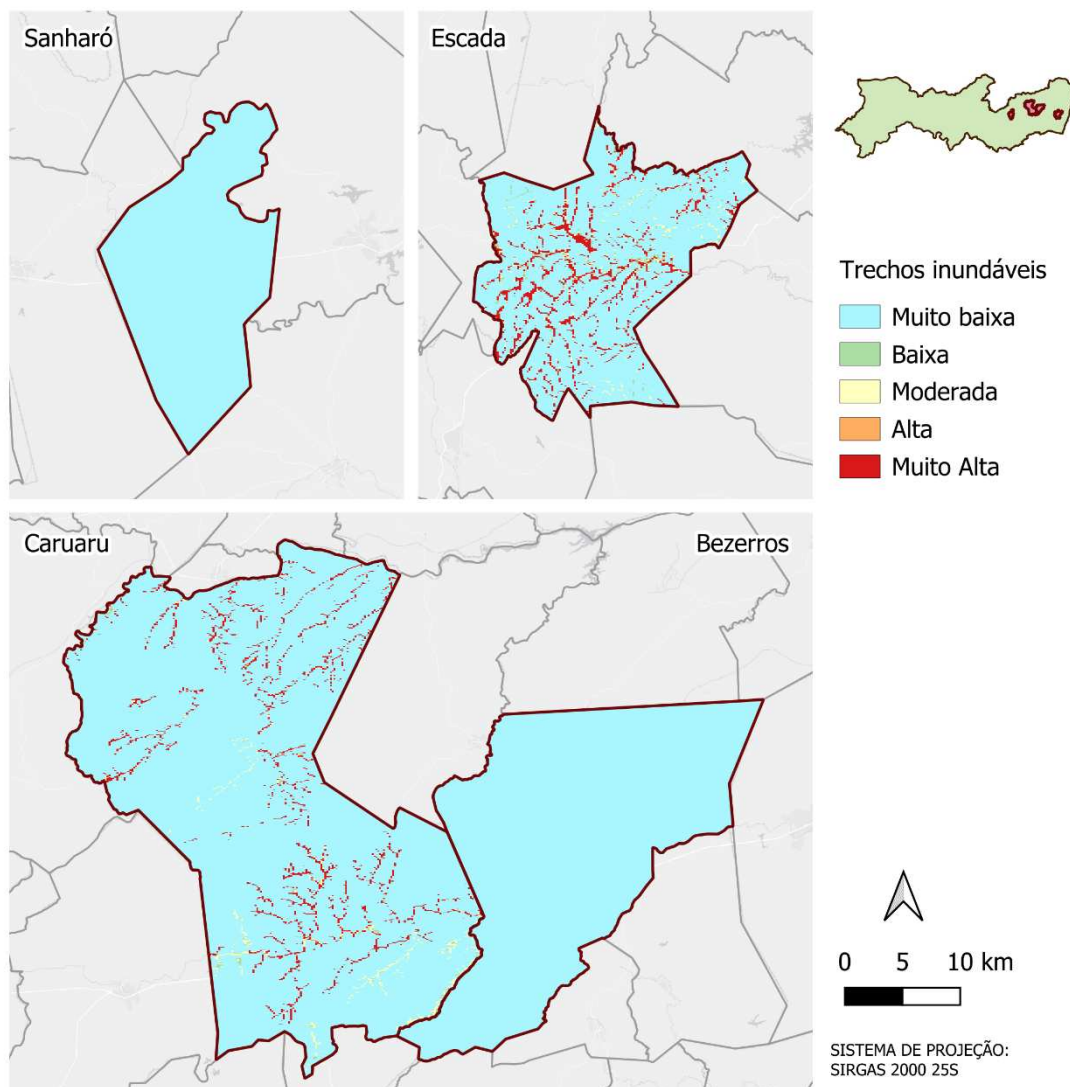 Sanharó
Escada
Trechos inundáveis
Muito baixa
Baixa
Moderada
Alta
Muito Alta
Caruaru
Bezerros
0 5 10 km
SISTEMA DE PROJEÇÃO:
SIRGAS 2000 25S